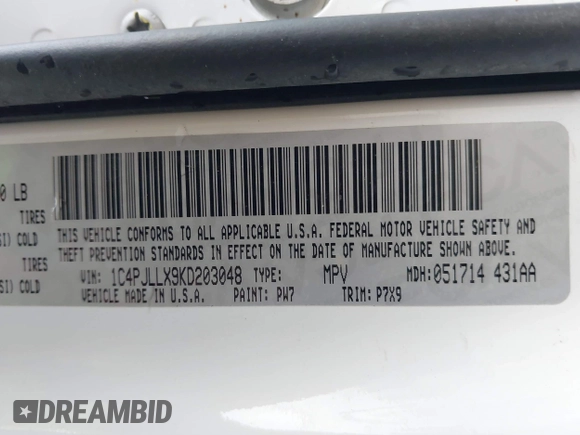 0 LB
TIRES
SI) COLD
TIRES
SI) COLD
THIS VEHICLE CONFORMS TO ALL APPLICABLE U.S.A. FEDERAL MOTOR VEHICLE SAFETY AND
THEFT PREVENTION STANDARDS IN EFFECT ON THE DATE OF MANUFACTURE SHOWN ABOVE.
VIN: 1C4PJLLX9KD203048 TYPE: MPV MDH: 051714 431AA
VEHICLE MADE IN U.S.A. PAINT: PW7 TRIM: P7X9
DREAMBID